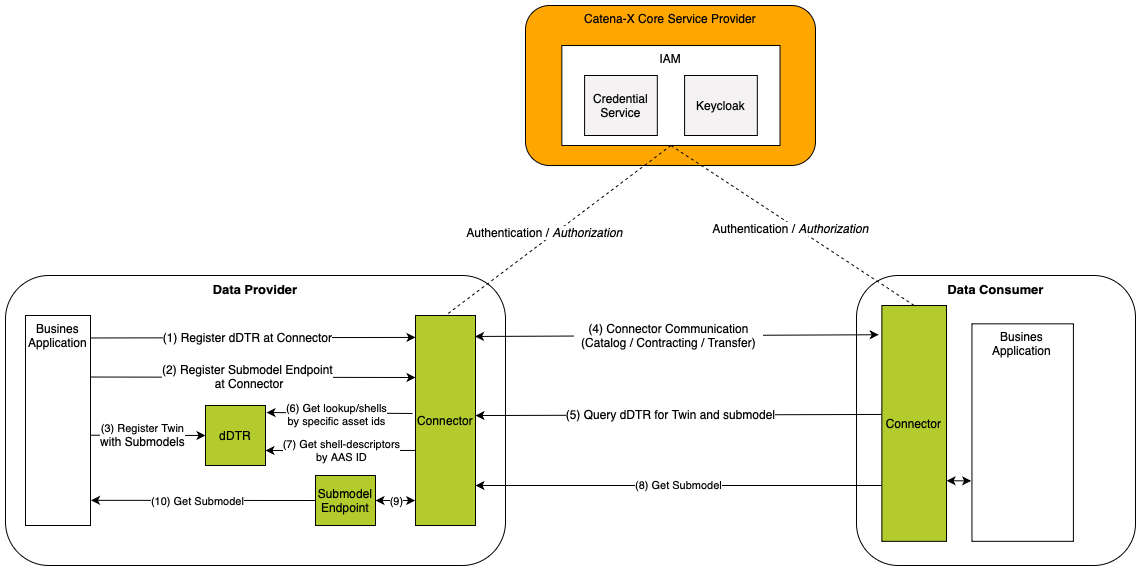 Catena-X Core Service Provider
IAM
Credential
Service
Keycloak
Authentication / Authorization
Authentication / Authorization
Data Provider
Busines
Application
(1) Register dDTR at Connector
(2) Register Submodel Endpoint
at Connector
(3) Register Twin
with Submodels
dDTR
(6) Get lookup/shells
by specific asset ids
(7) Get shell-descriptors
by AAS ID
Connector
(10) Get Submodel
Submodel
Endpoint
(9)
(4) Connector Communication
(Catalog / Contracting / Transfer)
(5) Query dDTR for Twin and submodel
(8) Get Submodel
Data Consumer
Connector
Busines
Application